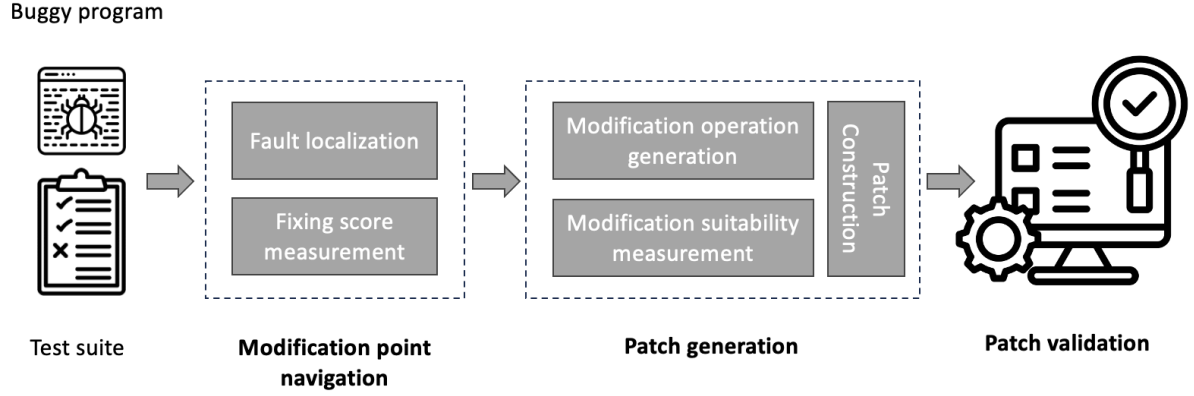 Buggy program
Test suite
Fault localization
Fixing score
measurement
Modification point
navigation
Modification operation
generation
Modification suitability
measurement
Patch
Construction
Patch generation
Patch validation